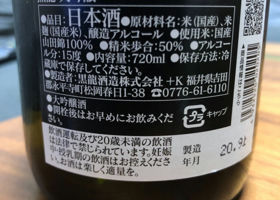 品目:日本酒 ●原材料名:米(国産)、米
麹(国産米)、醸造アルコール ●使用米:国産
山田錦100% ●精米歩合:50% ●アルコー
ル分:15度 ●内容量:720ml ●保存方法:冷
蔵庫で保存してください。
●製造者:黒龍酒造株式会社 +K 福井県吉田
郡永平寺町松岡春日1-38 ☎0776-61-6110
●大吟醸酒
●開栓後はお早めにお飲みくだ
さい。
キャップ
飲酒運転及び20歳未満の飲酒
は法律で禁じられています。妊娠
中・授乳期の飲酒はお控えくださ
い。お酒は楽しく適量を。
製造
年月
20.9